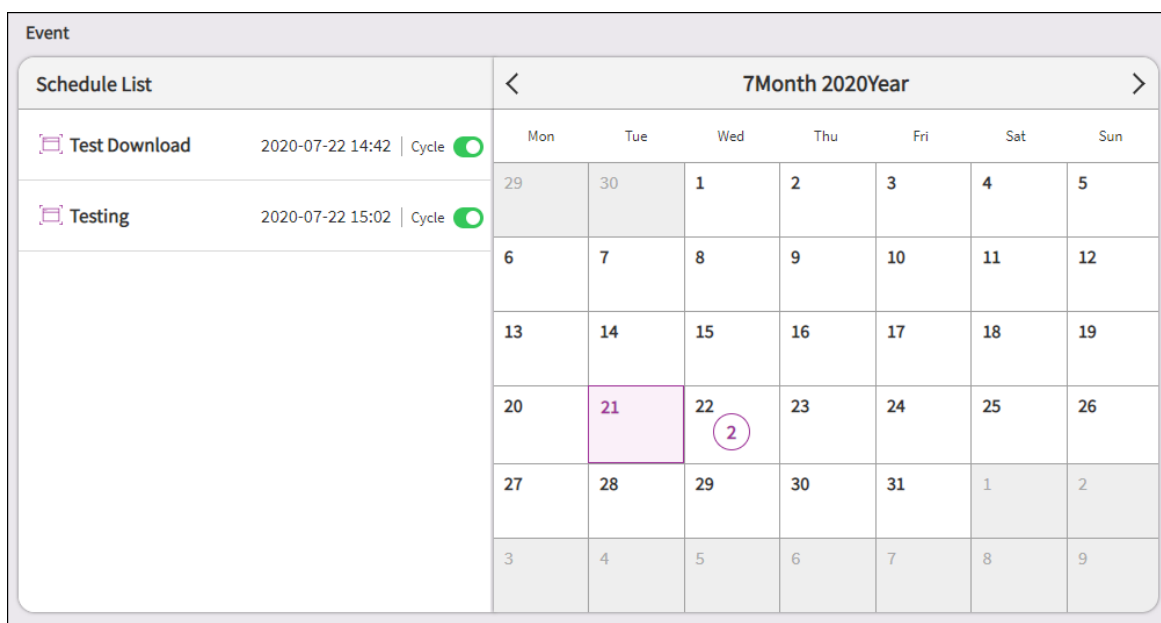 Event
Schedule List
Test Download 2020-07-22 14:42 | Cycle
Testing 2020-07-22 15:02 | Cycle
7Month 2020Year
Mon Tue Wed Thu Fri Sat Sun
29 30 1 2 3 4 5
6 7 8 9 10 11 12
13 14 15 16 17 18 19
20 21 22 23 24 25 26
2
27 28 29 30 31 1 2
3 4 5 6 7 8 9